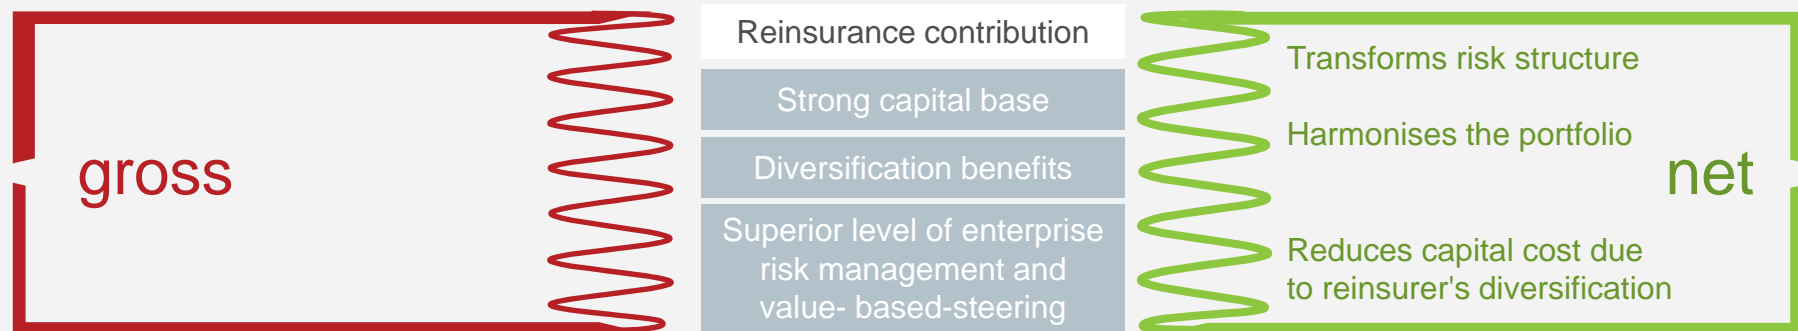 gross
Reinsurance contribution
Strong capital base
Diversification benefits
Superior level of enterprise
risk management and
value- based-steering
Transforms risk structure
Harmonises the portfolio
net
Reduces capital cost due
to reinsurer's diversification